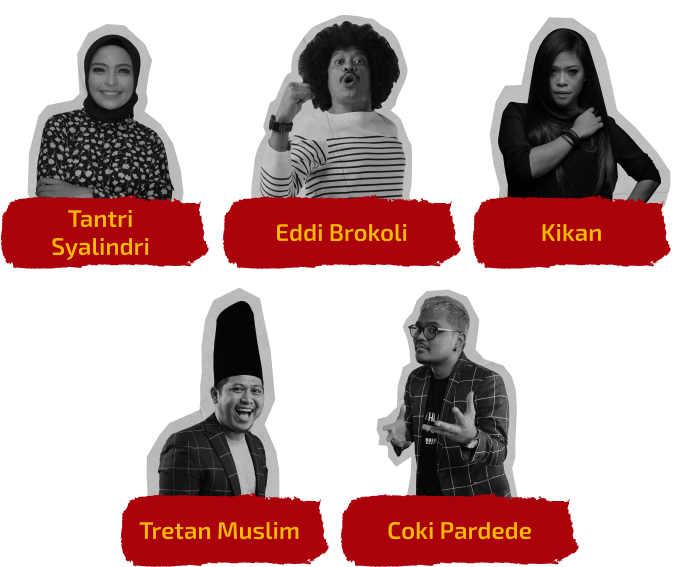 Tantri
Syalindri
Eddi Brokoli
Kikan
Tretan Muslim
Coki Pardede